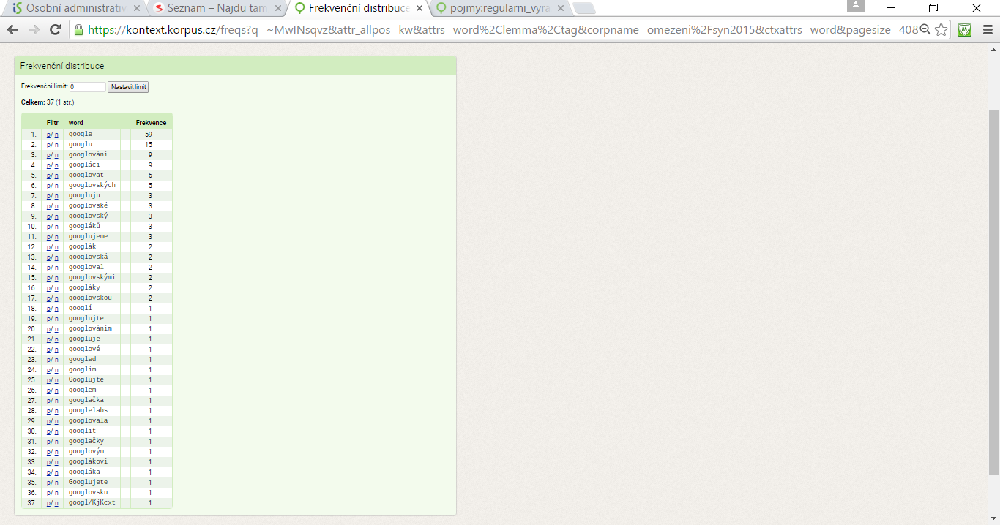 Osobní administrativ
Seznam – Najdu tam
Frekvenční distribuce
pojmy:regularni_vyra
https://kontext.korpus.cz/freqs?q=~MwINsqvz&attr_allpos=kw&attrs=word%2Clemma%2Ctag&corpname=omezeni%2Fsyn2015&ctxattrs=word&pagesize=408
Frekvenční distribuce
Frekvenční limit: 0 Nastavit limit
Celkem: 37 (1 str.)
Filtr word Frekvence
1. p/ n google 59
2. p/ n googlu 15
3. p/ n googlování 9
4. p/ n googláci 9
5. p/ n googlovat 6
6. p/ n googlovských 5
7. p/ n googluju 3
8. p/ n googlovské 3
9. p/ n googlovský 3
10. p/ n googláků 3
11. p/ n googlujeme 3
12. p/ n googlák 2
13. p/ n googlovská 2
14. p/ n googloval 2
15. p/ n googlovskými 2
16. p/ n googláky 2
17. p/ n googlovskou 2
18. p/ n googlí 1
19. p/ n googlujte 1
20. p/ n googlováním 1
21. p/ n googluje 1
22. p/ n googlové 1
23. p/ n googled 1
24. p/ n googlím 1
25. p/ n Googlujte 1
26. p/ n googlem 1
27. p/ n googlačka 1
28. p/ n googlelabs 1
29. p/ n googlovala 1
30. p/ n googlit 1
31. p/ n googlačky 1
32. p/ n googlovým 1
33. p/ n googlákovi 1
34. p/ n googláka 1
35. p/ n Googlujete 1
36. p/ n googlovsku 1
37. p/ n googl/KjKcxt 1